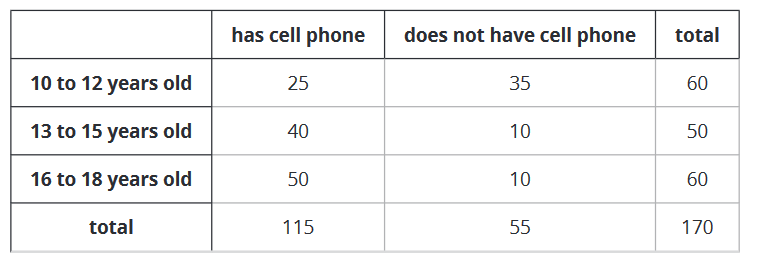 has cell phone does not have cell phone total
10 to 12 years old 25 35 60
13 to 15 years old 40 10 50
16 to 18 years old 50 10 60
total 115 55 170